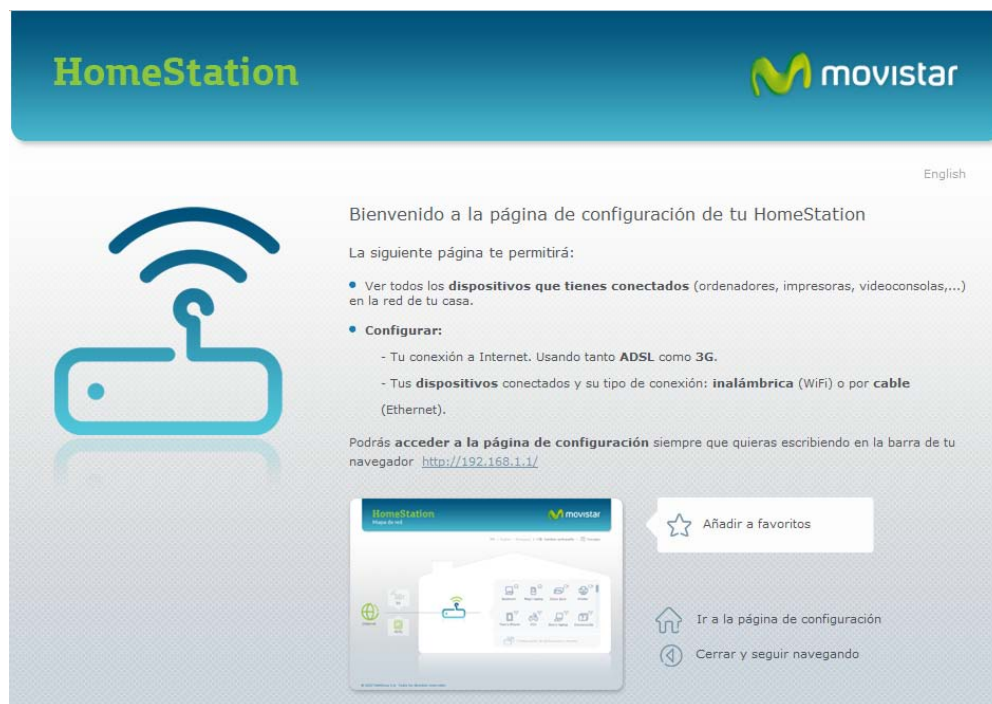 HomeStation
movistar
English
Bienvenido a la página de configuración de tu HomeStation
La siguiente página te permitirá:
Ver todos los dispositivos que tienes conectados (ordenadores, impresoras, videoconsolas,...)
en la red de tu casa.
Configurar:
- Tu conexión a Internet. Usando tanto ADSL como 3G.
- Tus dispositivos conectados y su tipo de conexión: inalámbrica (WiFi) o por cable
(Ethernet).
Podrás acceder a la página de configuración siempre que quieras escribiendo en la barra de tu
navegador http://192.168.1.1/
HomeStation
Mapa de red
movistar
Añadir a favoritos
Ir a la página de configuración
Cerrar y seguir navegando